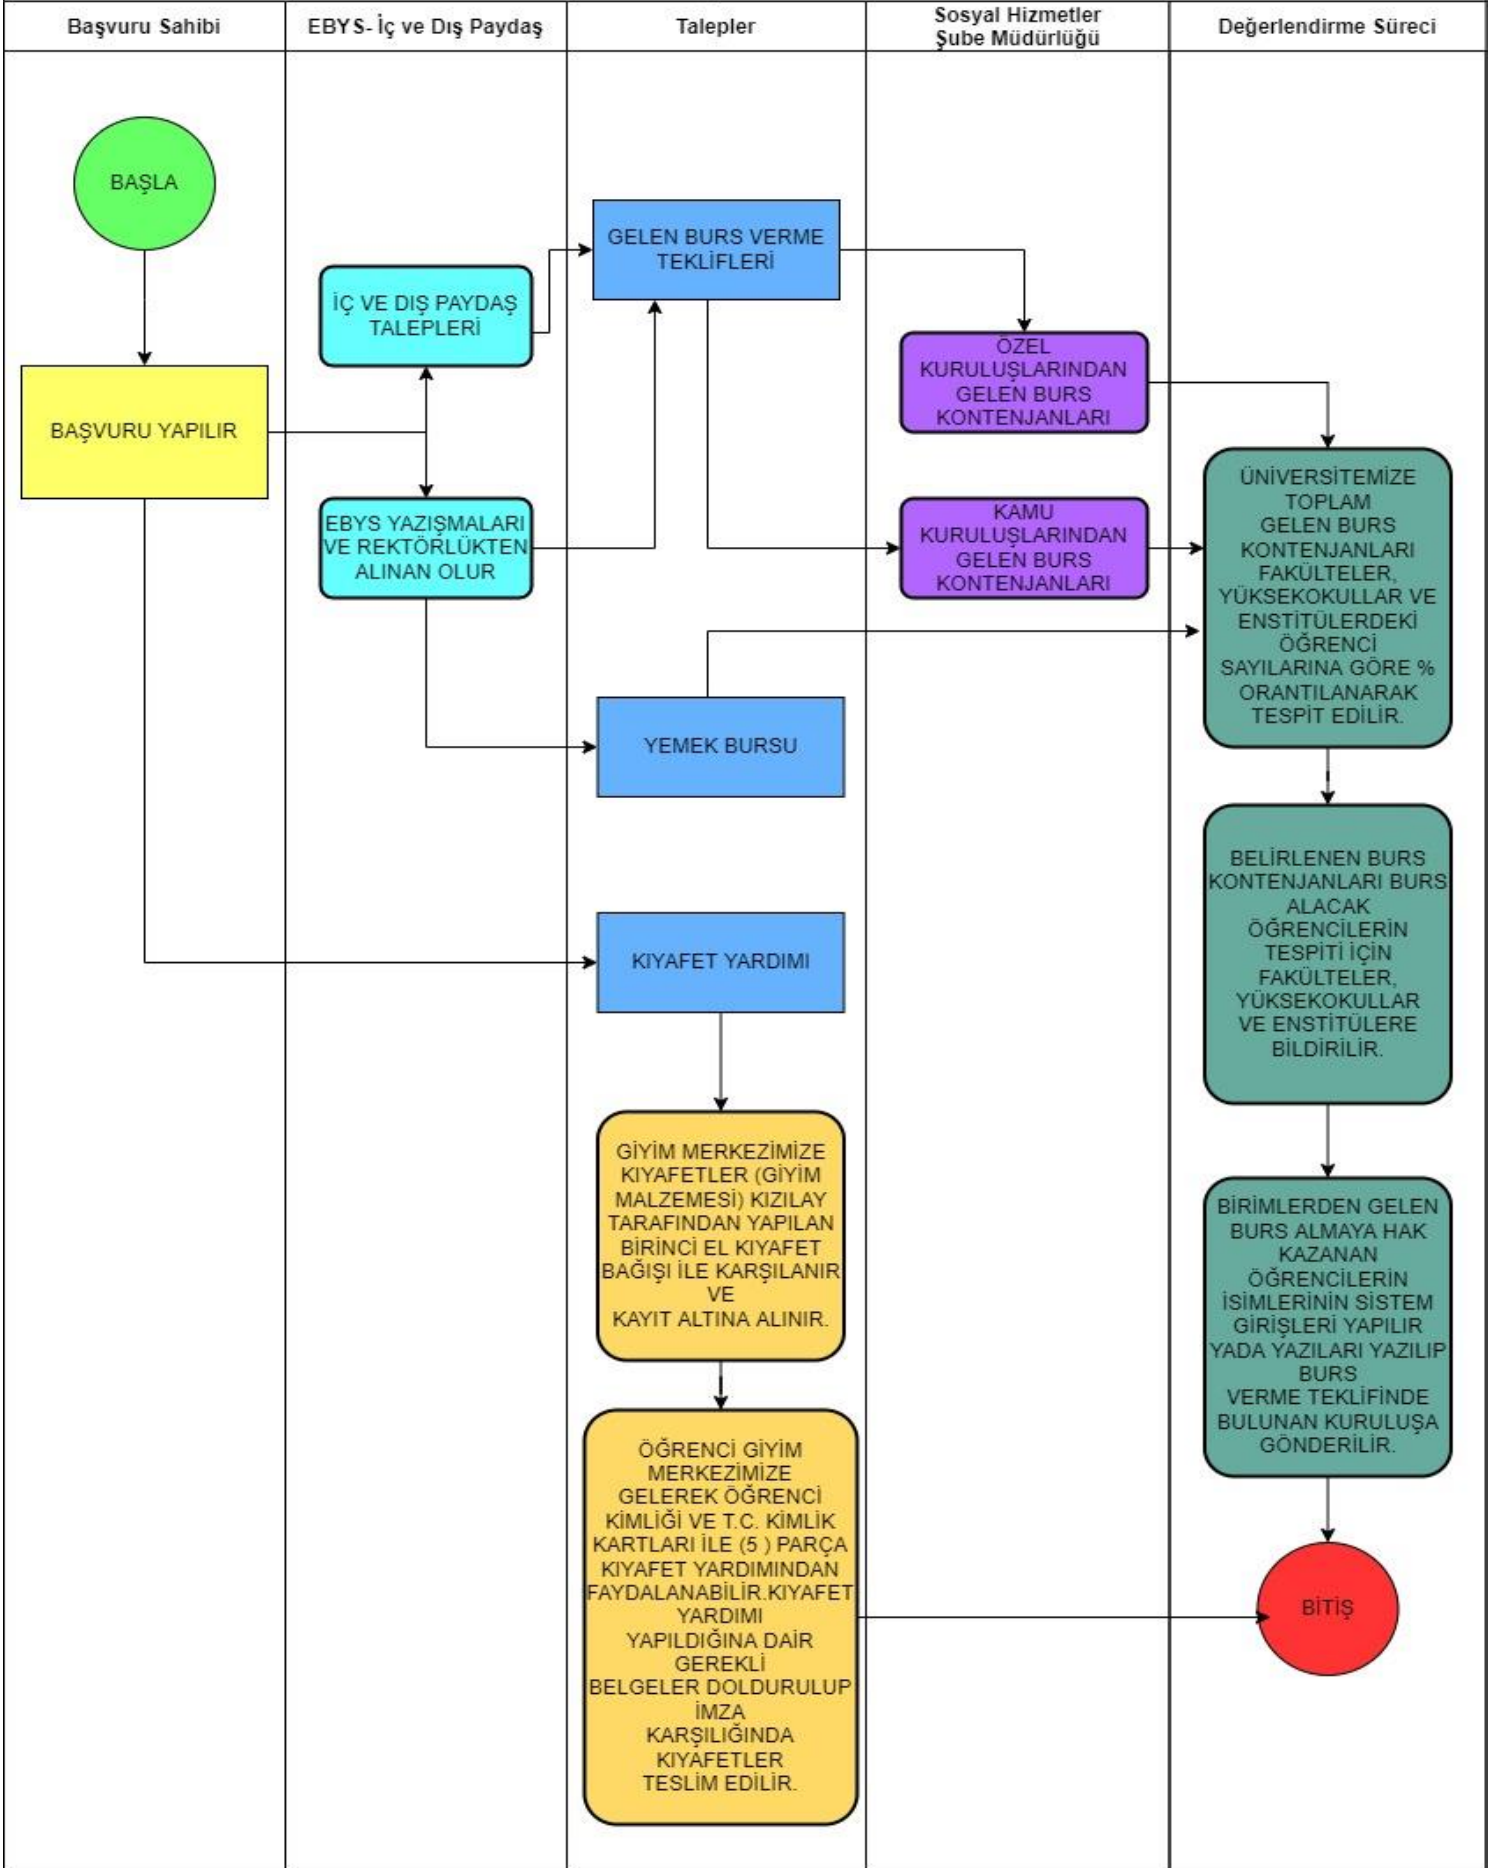 Başvuru Sahibi
EBYS- İç ve Dış Paydaş
Talepler
Sosyal Hizmetler
Şube Müdürlüğü
Değerlendirme Süreci
BAŞLA
BAŞVURU YAPILIR
İÇ VE DIŞ PAYDAŞ
TALEPLERİ
EBYS YAZIŞMALARI
VE REKTÖRLÜKTEN
ALINAN OLUR
GELEN BURS VERME
TEKLİFLERİ
YEMEK BURSU
KIYAFET YARDIMI
GİYİM MERKEZİMİZE
KIYAFETLER (GİYİM
MALZEMESİ) KIZILAY
TARAFINDAN YAPILAN
BİRİNCİ EL KIYAFET
BAĞIŞI İLE KARŞILANIR
VE
KAYIT ALTINA ALINIR.
ÖĞRENCİ GİYİM
MERKEZİMİZE
GELEREK ÖĞRENCİ
KİMLİĞİ VE T.C. KİMLİK
KARTLARI İLE (5 ) PARÇA
KIYAFET YARDIMINDAN
FAYDALANABİLİR.KIYAFET
YARDIMI
YAPILDIĞINA DAİR
GEREKLİ
BELGELER DOLDURULUP
İMZA
KARŞILIĞINDA
KIYAFETLER
TESLİM EDİLİR.
ÖZEL
KURULUŞLARINDAN
GELEN BURS
KONTENJANLARI
KAMU
KURULUŞLARINDAN
GELEN BURS
KONTENJANLARI
ÜNİVERSİTEMİZE
TOPLAM
GELEN BURS
KONTENJANLARI
FAKÜLTELER,
YÜKSEKOKULLAR VE
ENSTİTÜLERDEKİ
ÖĞRENCİ
SAYILARINA GÖRE %
ORANTILANARAK
TESPİT EDİLİR.
BELİRLENEN BURS
KONTENJANLARI BURS
ALACAK
ÖĞRENCİLERİN
TESPİTİ İÇİN
FAKÜLTELER,
YÜKSEKOKULLAR
VE ENSTİTÜLERE
BİLDİRİLİR.
BİRİMLERDEN GELEN
BURS ALMAYA HAK
KAZANAN
ÖĞRENCİLERİN
İSİMLERİNİN SİSTEM
GİRİŞLERİ YAPILIR
YADA YAZILARI YAZILIP
BURS
VERME TEKLİFİNDE
BULUNAN KURULUŞA
GÖNDERİLİR.
BİTİŞ